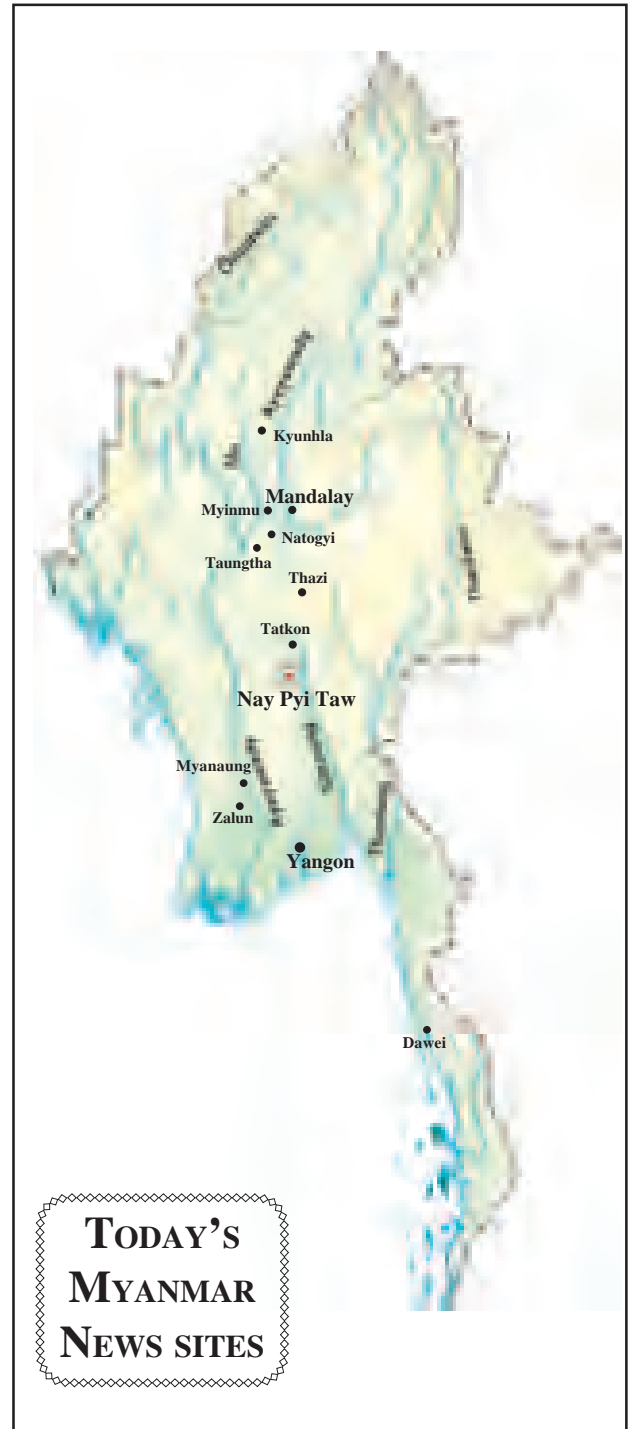 Kyunhla
Mandalay
Myinmu
Natogyi
Taungtha
Thazi
Tatkon
Nay Pyi Taw
Myanaung
Zalun
Yangon
Dawei
TODAY'S
MYANMAR
NEWS SITES